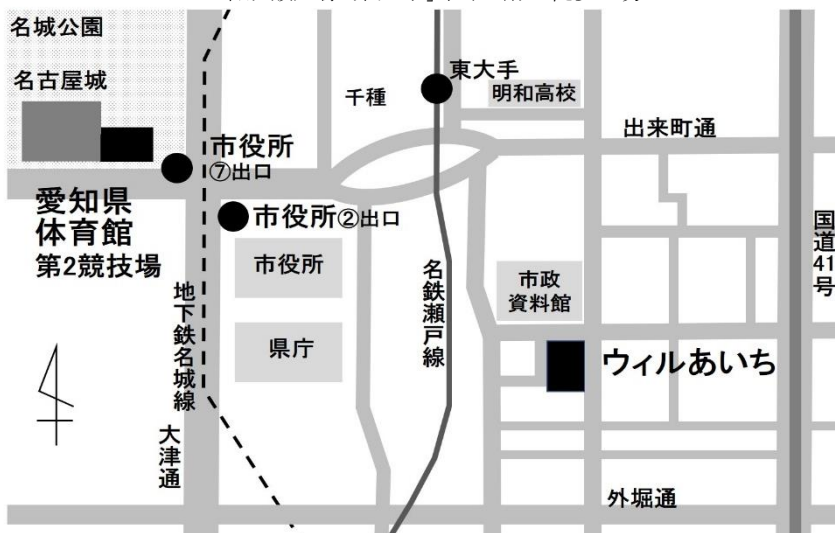 名城公園
名古屋城
千種
東大手
明和高校
出来町通
市役所
⑦出口
愛知県
体育館
第2競技場
市役所②出口
市役所
県庁
地下鉄名城線
大津通
名鉄瀬戸線
市政
資料館
ウィルあいち
国道41号
外堀通